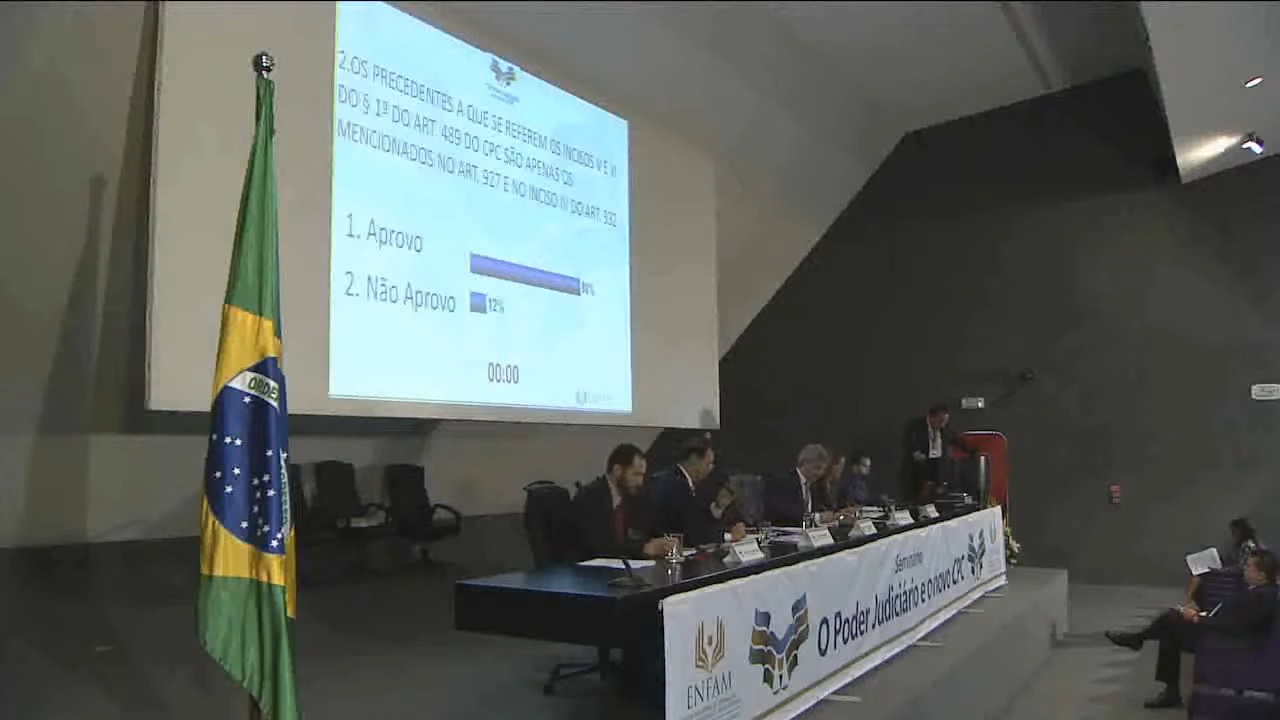 2.OS PRECEDENTES A QUE SE REFEREM OS INCISOS V E VI
DO § 1º DO ART. 489 DO CPC SÃO APENAS OS
MENCIONADOS NO ART. 927 E NO INCISO IV DO ART. 932
1. Aprovo
2. Não Aprovo
12%
00:00
ORDE
Seminário
O Poder Judiciário e o novo CPC
ENFAM